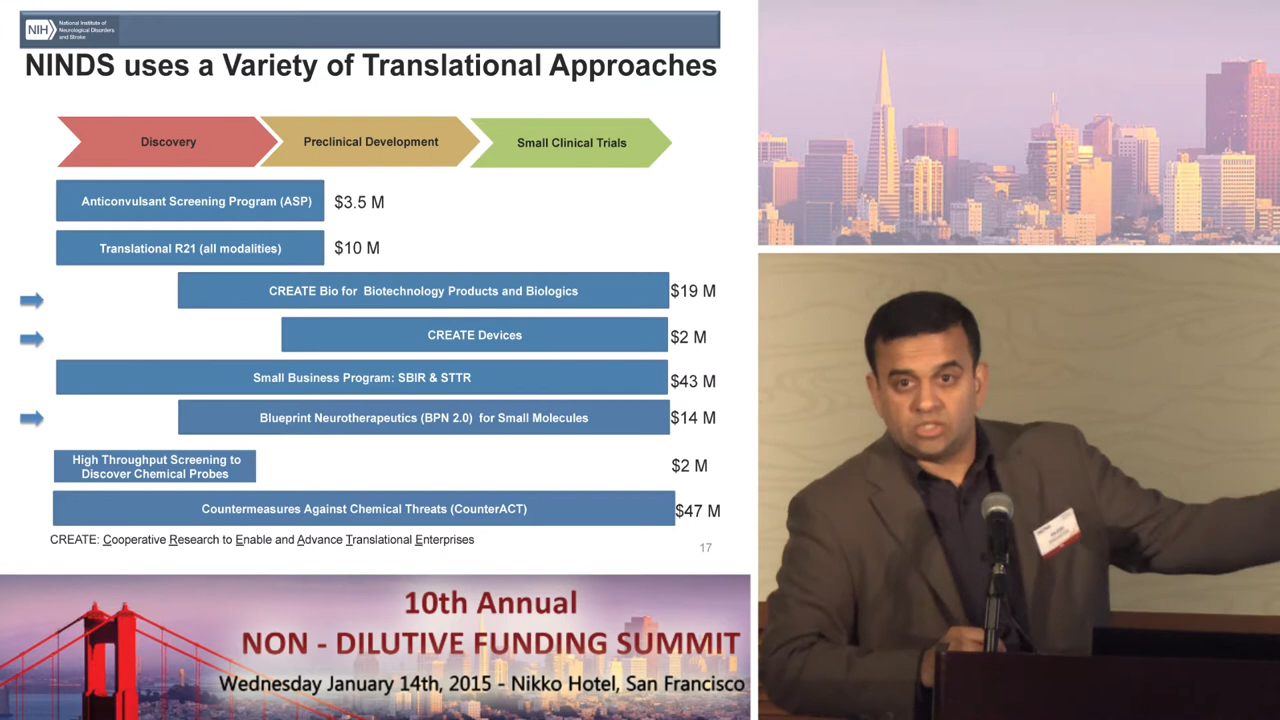 NIH
National Institute of
Neurological Disorders
and Stroke
NINDS uses a Variety of Translational Approaches
Discovery
Preclinical Development
Small Clinical Trials
Anticonvulsant Screening Program (ASP)
$3.5 M
Translational R21 (all modalities)
$10 M
CREATE Bio for Biotechnology Products and Biologics
$19 M
CREATE Devices
$2 M
Small Business Program: SBIR & STTR
$43 M
Blueprint Neurotherapeutics (BPN 2.0) for Small Molecules
$14 M
High Throughput Screening to
Discover Chemical Probes
$2 M
Countermeasures Against Chemical Threats (CounterACT)
$47 M
CREATE: Cooperative Research to Enable and Advance Translational Enterprises
17
10th Annual
NON - DILUTIVE FUNDING SUMMIT
Wednesday January 14th, 2015 - Nikko Hotel, San Francisco